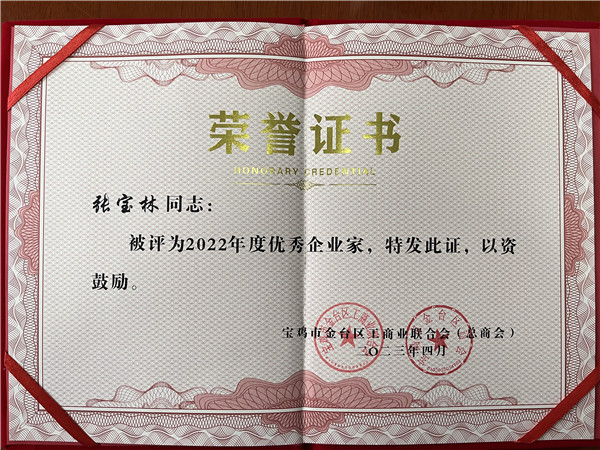 荣誉证书
HONORARY CREDENTIAL
张宝林同志：
被评为2022年度优秀企业家，特发此证，以资
鼓励。
宝鸡市金台区工商业联合会（总商会）
二〇二三年四月